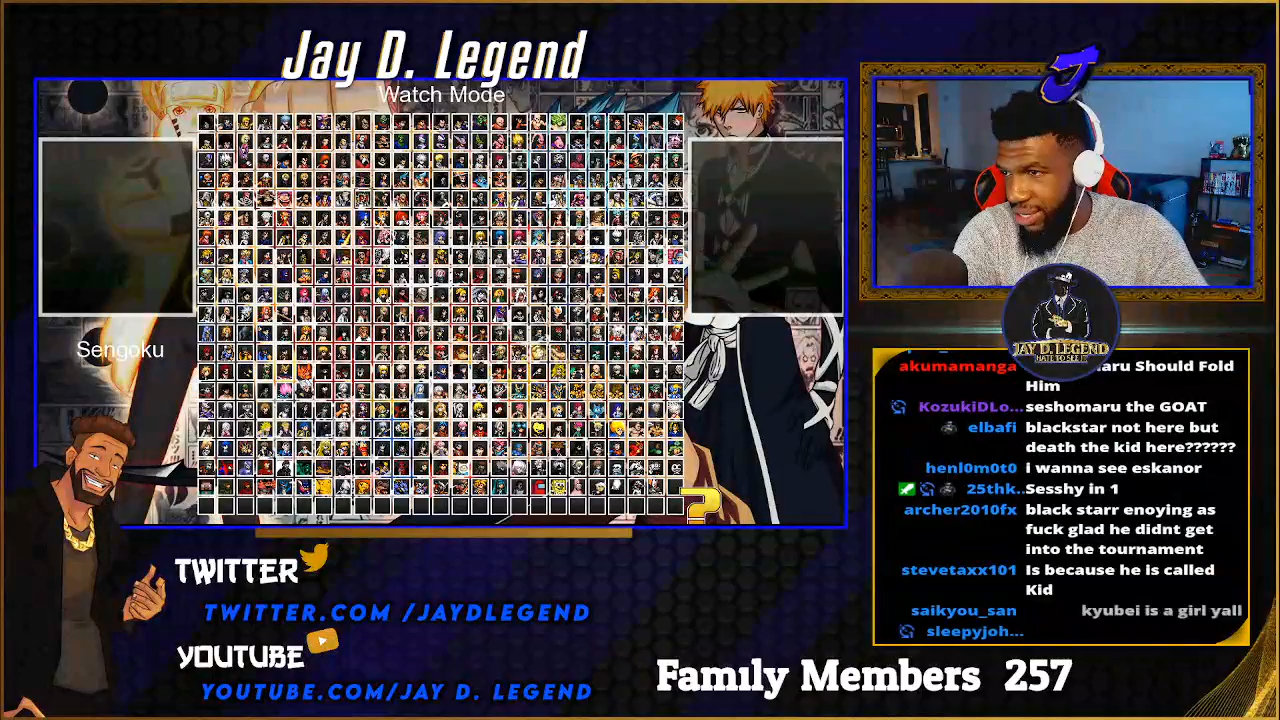 Jay D. Legend
Watch Mode
Sengoku
TWITTER
TWITTER.COM /JAYDLEGEND
YOUTUBE
YOUTUBE.COM/JAY D. LEGEND
J
JAY D. LEGEND
akumamanga aru Should Fold
Him
KozukiDLo... seshomaru the GOAT
elbafi blackstar not here but
death the kid here??????
henl0m0t0 i wanna see eskanor
25thk.. Sesshy in 1
archer2010fx black starr enoying as
fuck glad he didnt get
into the tournament
stevetaxx101 Is because he is called
Kid
saikyou_san kyubei is a girl yall
sleepyjoh...
Family Members 257
?